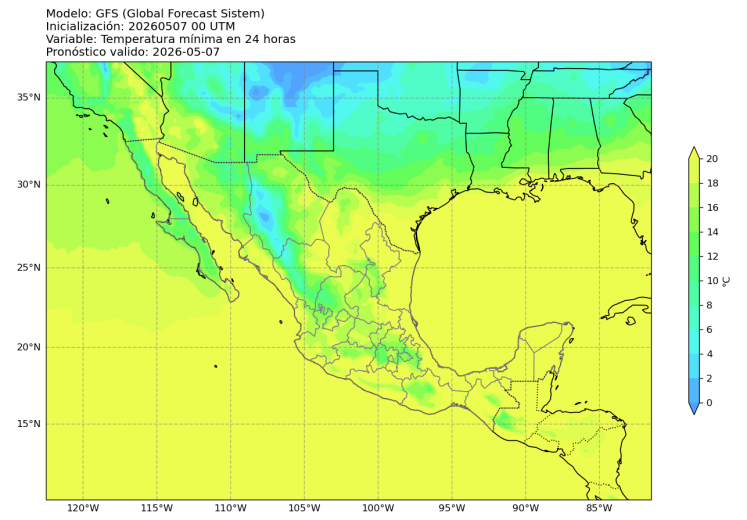 Modelo: GFS (Global Forecast Sistem)
Inicialización: 20260507 00 UTM
Variable: Temperatura mínima en 24 horas
Pronóstico valido: 2026-05-07
35°N
30°N
25°N
20°N
15°N
120°W
115°W
110°W
105°W
100°W
95°W
90°W
85°W
20
18
16
14
12
10
8
6
4
2
0
°C